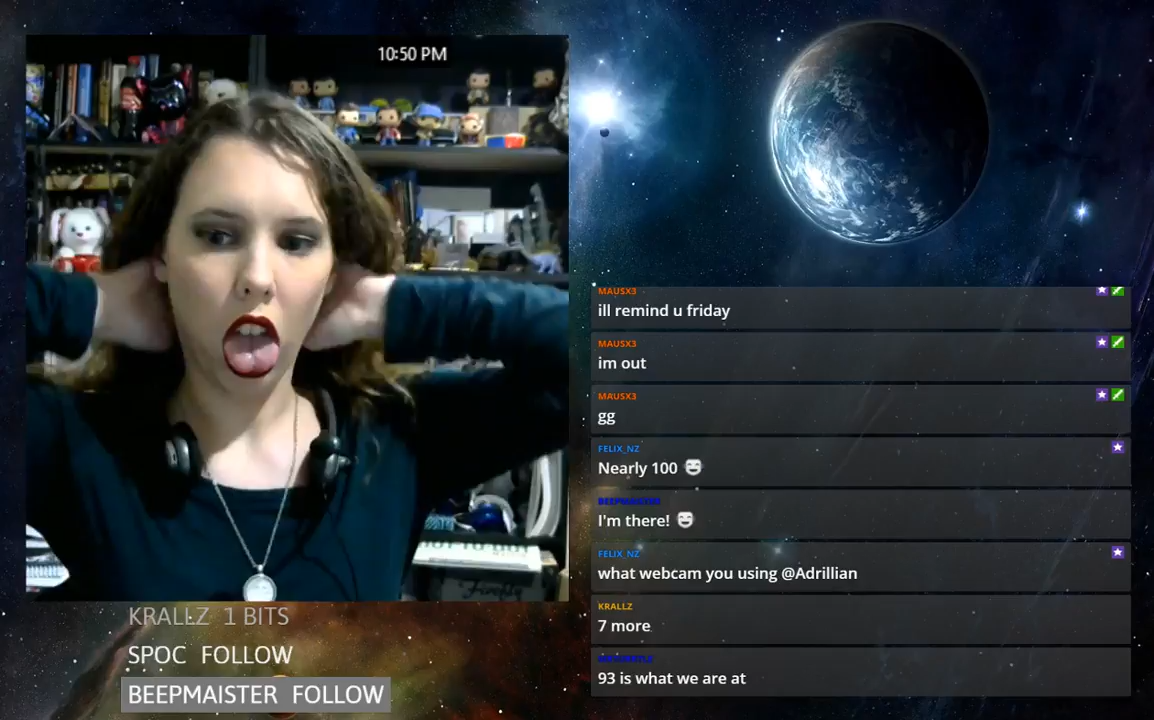 10:50 PM
MAUSX3
ill remind u friday
MAUSX3
im out
MAUSX3
gg
FELIX_NZ
Nearly 100
BEEPMAISTER
I'm there!
FELIX_NZ
what webcam you using @Adrillian
KRALLZ
7 more
93 is what we are at
KRALLZ 1 BITS
SPOC FOLLOW
BEEPMAISTER FOLLOW
Firefly